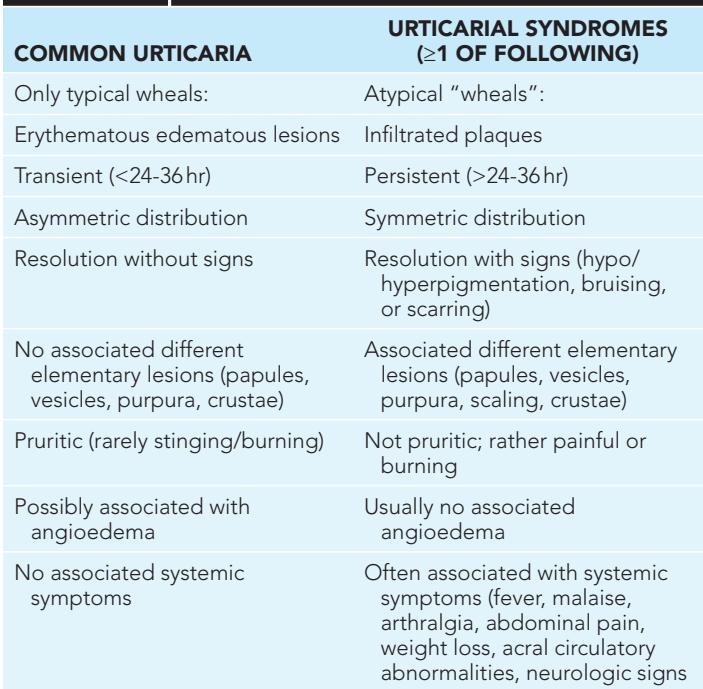 COMMON URTICARIA
URTICARIAL SYNDROMES
(≥1 OF FOLLOWING)
Only typical wheals:
Atypical “wheals”:
Erythematous edematous lesions
Infiltrated plaques
Transient (<24-36 hr)
Persistent (>24-36 hr)
Asymmetric distribution
Symmetric distribution
Resolution without signs
Resolution with signs (hypo/
hyperpigmentation, bruising,
or scarring)
No associated different
elementary lesions (papules,
vesicles, purpura, crustae)
Associated different elementary
lesions (papules, vesicles,
purpura, scaling, crustae)
Pruritic (rarely stinging/burning)
Not pruritic; rather painful or
burning
Possibly associated with
angioedema
Usually no associated
angioedema
No associated systemic
symptoms
Often associated with systemic
symptoms (fever, malaise,
arthralgia, abdominal pain,
weight loss, acral circulatory
abnormalities, neurologic signs